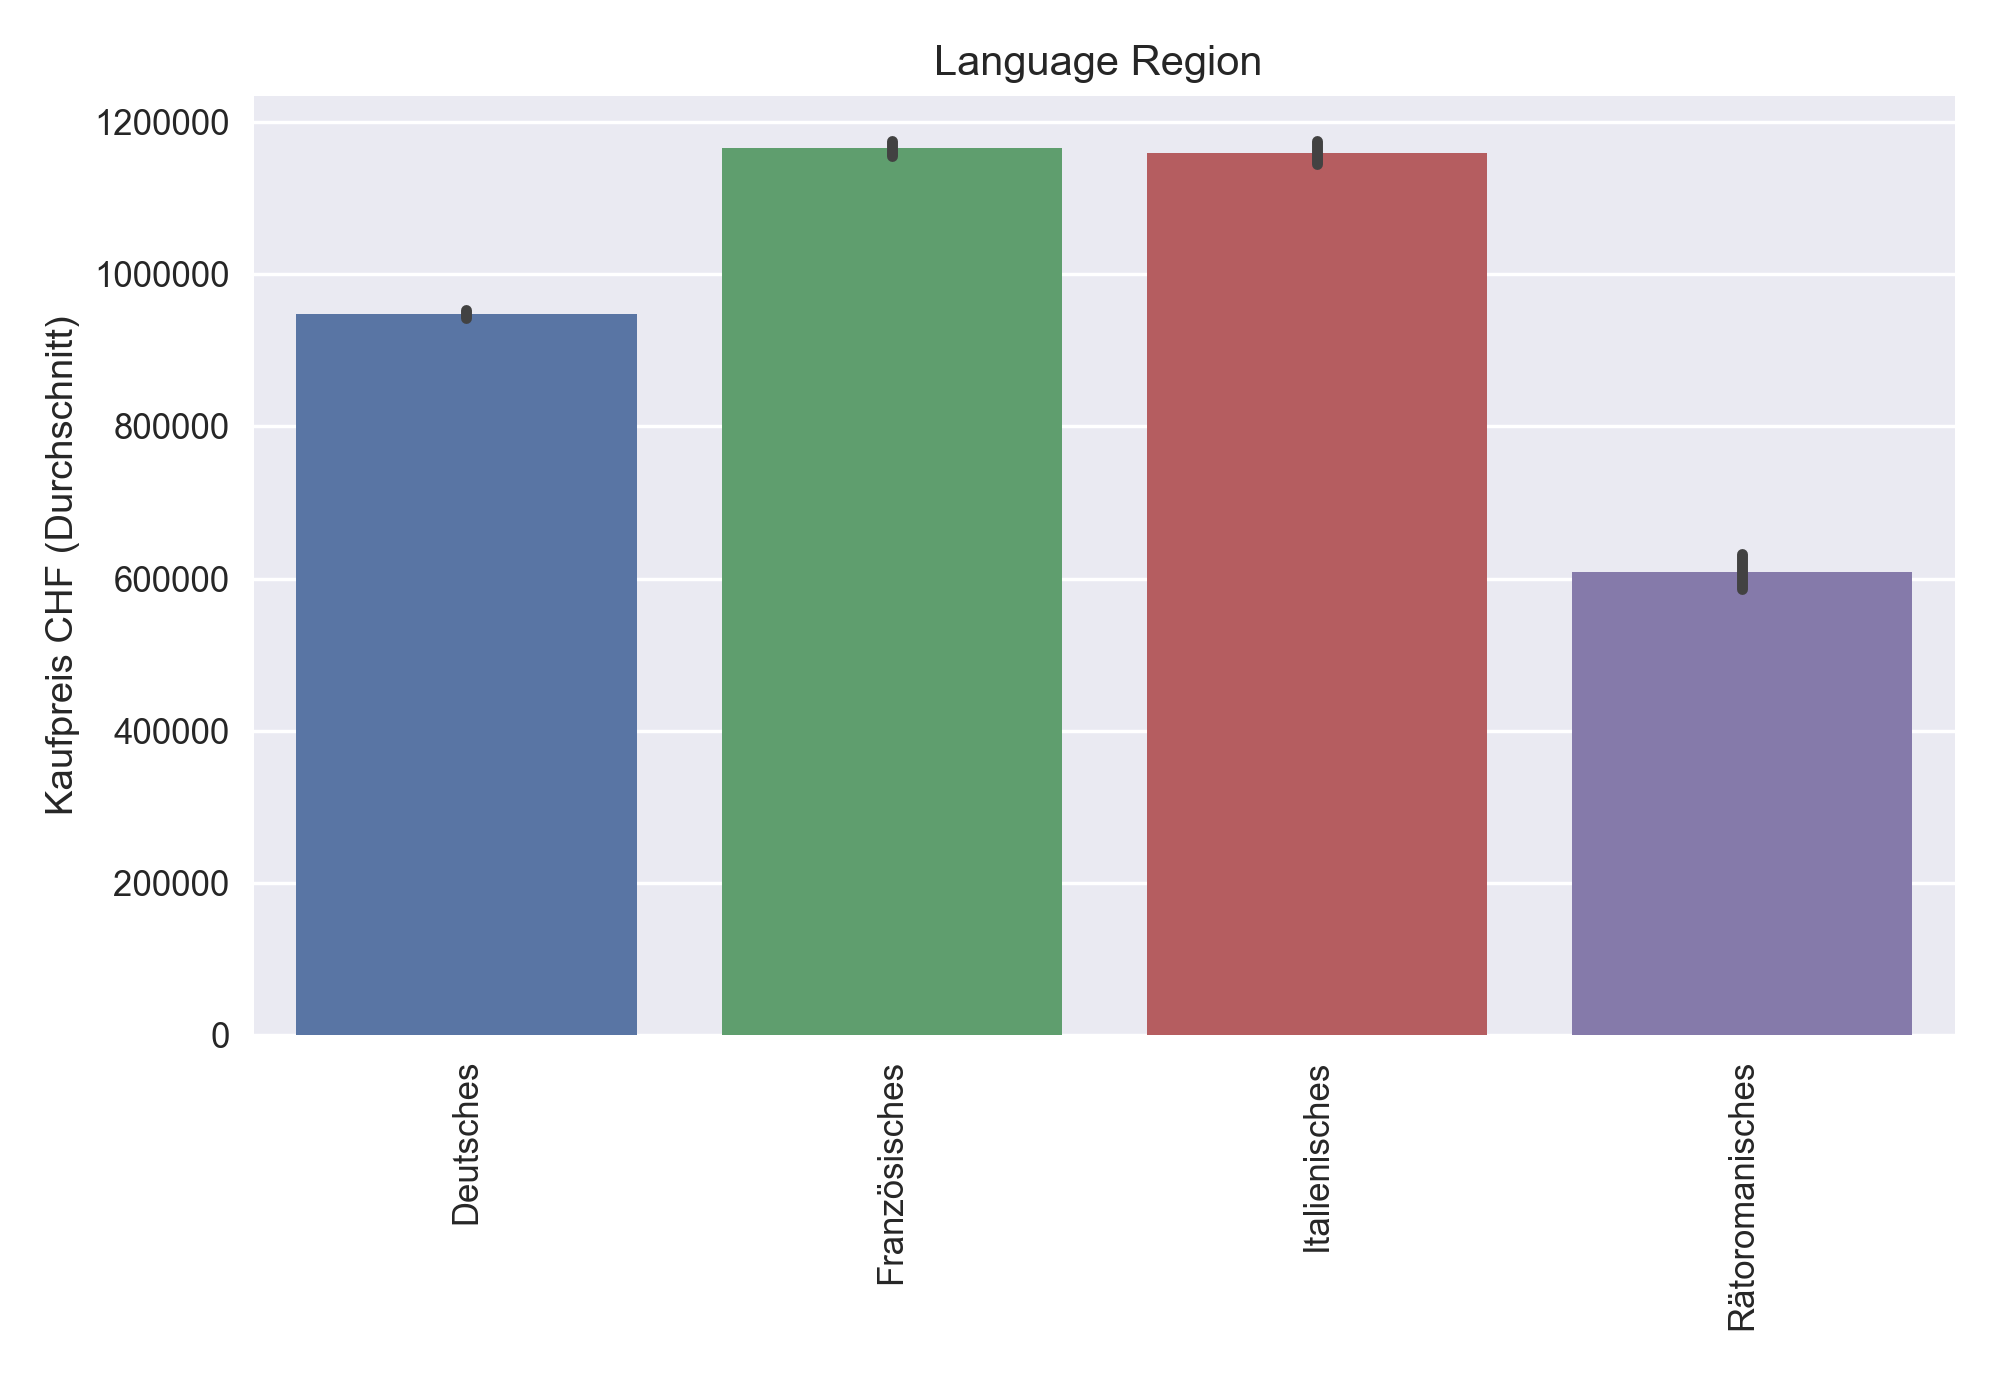 Language Region
Kaufpreis CHF (Durchschnitt)
1200000
1000000
800000
600000
400000
200000
0
Deutsches
Französisches
Italienisches
Rätoromanisches